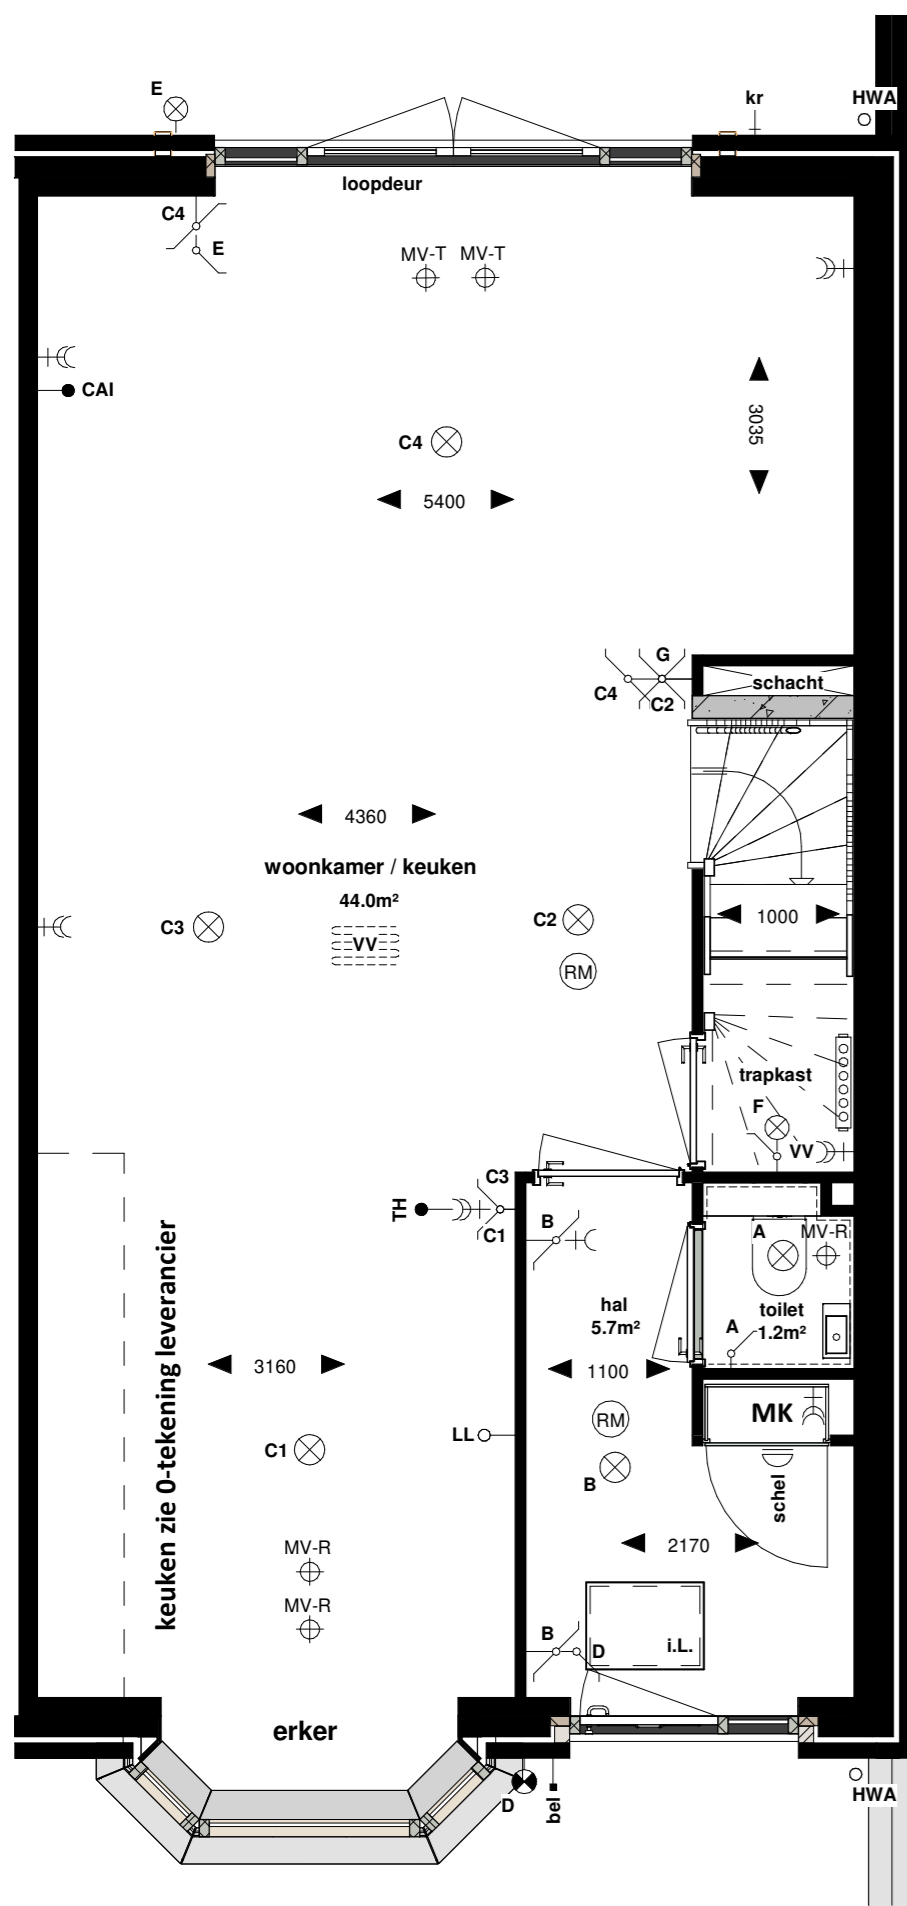 E
kr
HWA
loopdeur
C4
E
MV-T MV-T
CAI
3035
C4
5400
G
C4
C2
schacht
4360
woonkamer / keuken
44.0m²
1000
C3
VV
C2
RM
trapkast
F
VV
C3
TH
C1
B
A
MV-R
hal
5.7m²
toilet
1.2m²
A
keuken zie 0-tekening leverancier
3160
1100
MK
RM
LL
C1
B
schel
2170
MV-R
MV-R
B
D
i.L.
erker
D
bel
HWA